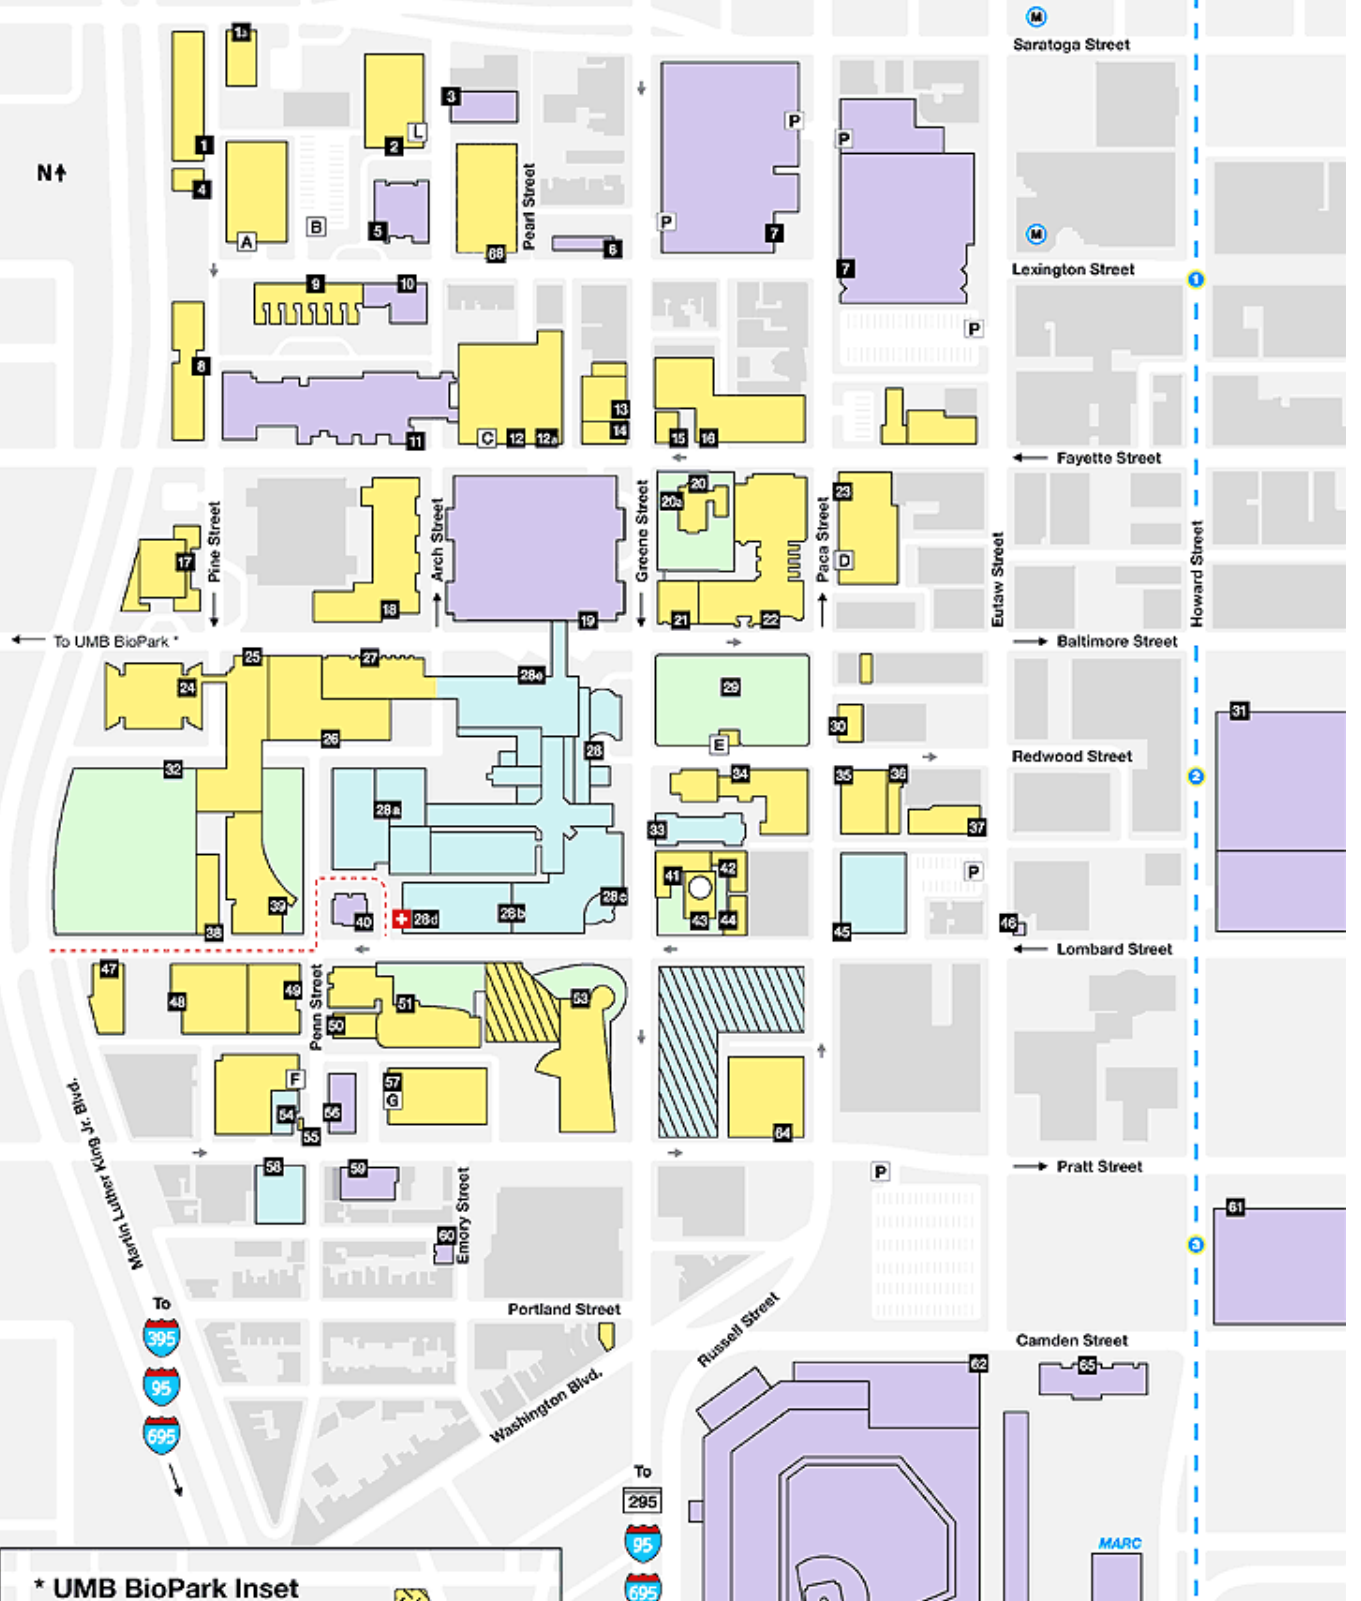 M
Saratoga Street
1a
3
P
L
P
1
2
N
4
Pearl Street
A
B
5
P
7
6
68
M
7
Lexington Street
1
9
10
P
8
13
14
11
C
12
12a
15
16
Fayette Street
20
20a
23
Pine Street
Arch Street
Greene Street
Paca Street
Eutaw Street
Howard Street
17
D
18
19
21
22
To UMB BioPark *
Baltimore Street
25
27
24
28e
29
31
26
28
E
30
Redwood Street
32
34
35
36
2
28a
33
37
41
42
P
39
28c
38
40
28d
28b
43
44
45
46
Lombard Street
47
48
49
Penn Street
51
53
50
F
57
G
54
56
55
64
Martin Luther King Jr. Blvd.
58
59
P
Pratt Street
Emory Street
60
61
3
To
395
95
695
Portland Street
Russell Street
Washington Blvd.
Camden Street
62
65
To
295
95
695
MARC
* UMB BioPark Inset